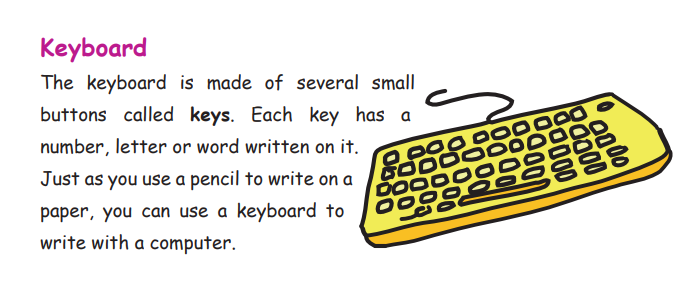 Keyboard
The keyboard is made of several small
buttons called keys. Each key has a
number, letter or word written on it.
Just as you use a pencil to write on a
paper, you can use a keyboard to
write with a computer.